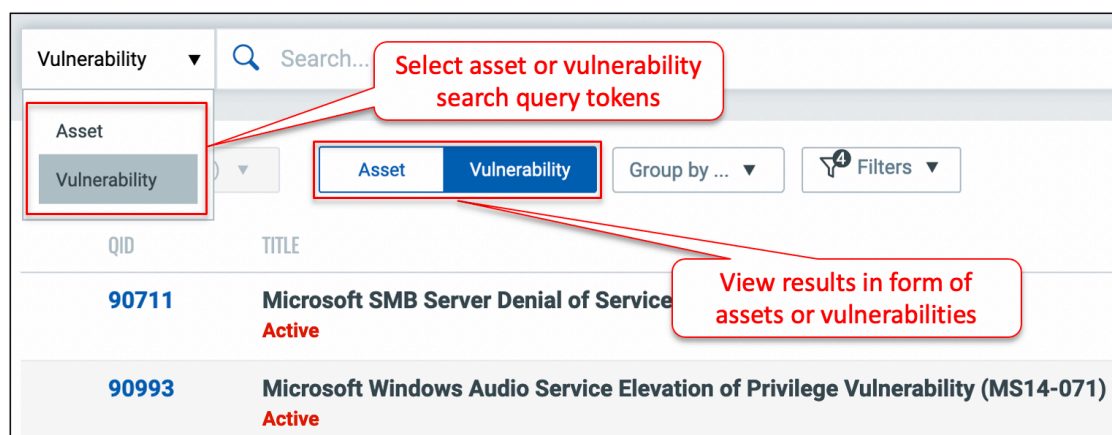 Vulnerability ▼ Search...
Select asset or vulnerability
search query tokens
Asset
Vulnerability
Asset Vulnerability Group by ... ▼ 4 Filters ▼
QID TITLE
View results in form of
assets or vulnerabilities
90711 Microsoft SMB Server Denial of Service
Active
90993 Microsoft Windows Audio Service Elevation of Privilege Vulnerability (MS14-071)
Active